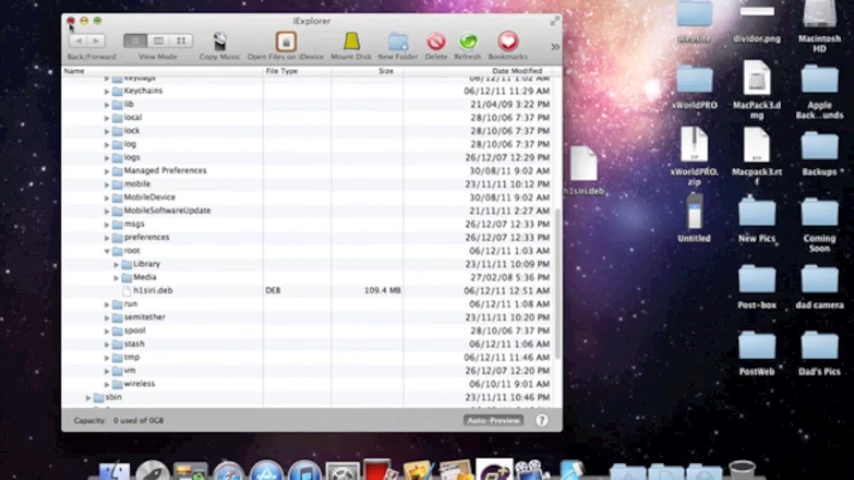 iExplorer
Back/Forward View Mode Copy Music Open Files on iDevice Mount Disk New Folder Delete Refresh Bookmarks
Name File Type Size Date Modified
keybags 06/12/11 1:02 AM
Keychains 06/12/11 11:29 AM
lib 21/04/09 3:22 PM
local 28/10/06 7:37 PM
lock 28/10/06 7:37 PM
log 28/10/06 7:37 PM
logs 26/12/07 12:29 PM
Managed Preferences 30/08/11 9:02 AM
mobile 23/11/11 10:12 PM
MobileDevice 30/08/11 9:02 AM
MobileSoftwareUpdate 21/11/11 2:27 AM
msgs 26/12/07 12:33 PM
preferences 26/12/07 12:33 PM
root 06/12/11 1:03 AM
Library 23/11/11 10:09 PM
Media 27/02/08 5:36 PM
h1siri.deb DEB 109.4 MB 06/12/11 12:51 AM
run 06/12/11 1:08 AM
semitether 23/11/11 10:20 PM
spool 28/10/06 7:37 PM
stash 06/12/11 1:06 AM
tmp 06/12/11 11:46 AM
vm 26/12/07 12:20 PM
wireless 06/10/11 9:01 AM
sbin 23/11/11 10:46 PM
Capacity: 0 used of 0GB Auto-Preview ?
h1siri.deb
Website
dividor.png
Macintosh
HD
xWorldPRO
MacPack3.d
mg
Apple
Back...unds
ZIP
RTF
xWorldPRO.
zip
Macpack3.rt
f
Backups
Untitled
New Pics
Coming
Soon
Post-box
dad camera
PostWeb
Dad's Pics